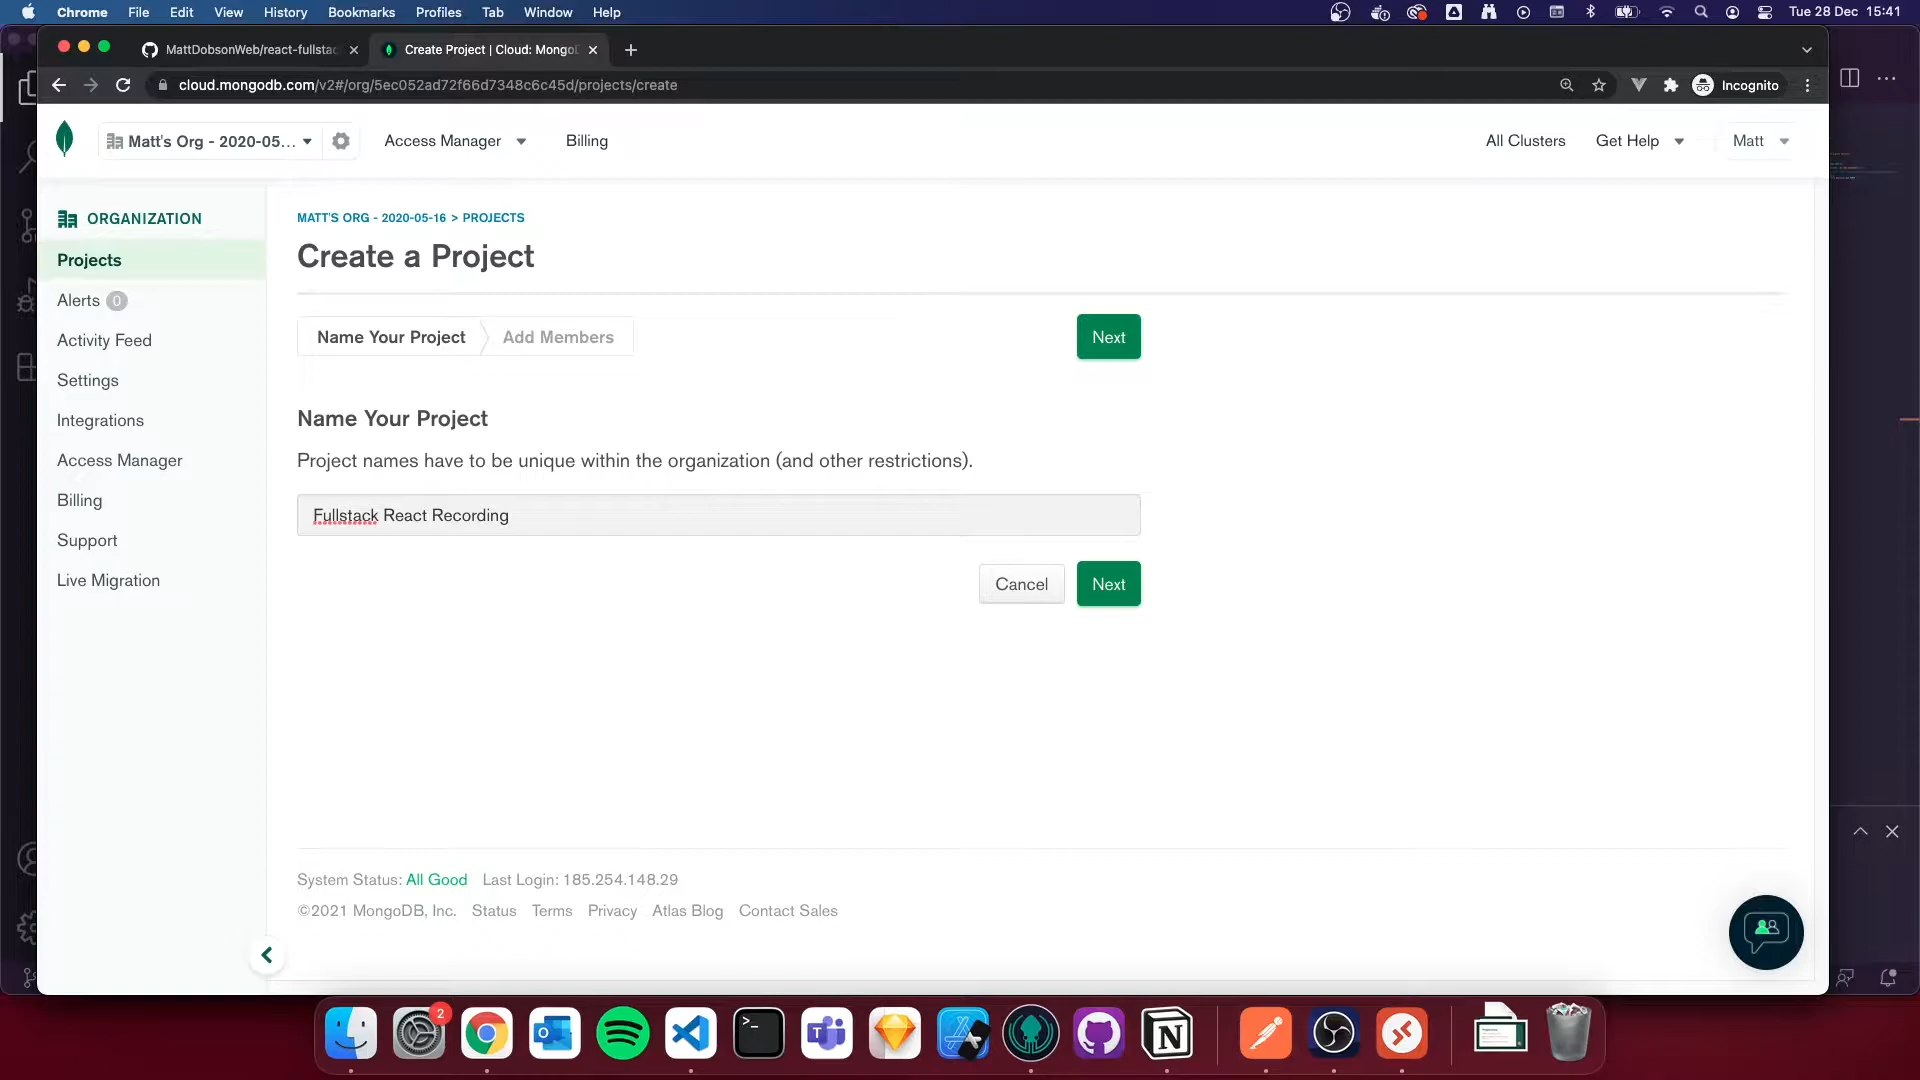 Chrome File Edit View History Bookmarks Profiles Tab Window Help Tue 28 Dec 15:41
MattDobsonWeb/react-fullsta Create Project | Cloud: Mongo
cloud.mongodb.com/v2#/org/5ec052ad72f66d7348c6c45d/projects/create Incognito
Matt's Org - 2020-05... Access Manager Billing All Clusters Get Help Matt
ORGANIZATION
Projects
Alerts 0
Activity Feed
Settings
Integrations
Access Manager
Billing
Support
Live Migration
MATT'S ORG - 2020-05-16 > PROJECTS
Create a Project
Name Your Project Add Members Next
Name Your Project
Project names have to be unique within the organization (and other restrictions).
Fullstack React Recording
Cancel Next
System Status: All Good Last Login: 185.254.148.29
©2021 MongoDB, Inc. Status Terms Privacy Atlas Blog Contact Sales
2